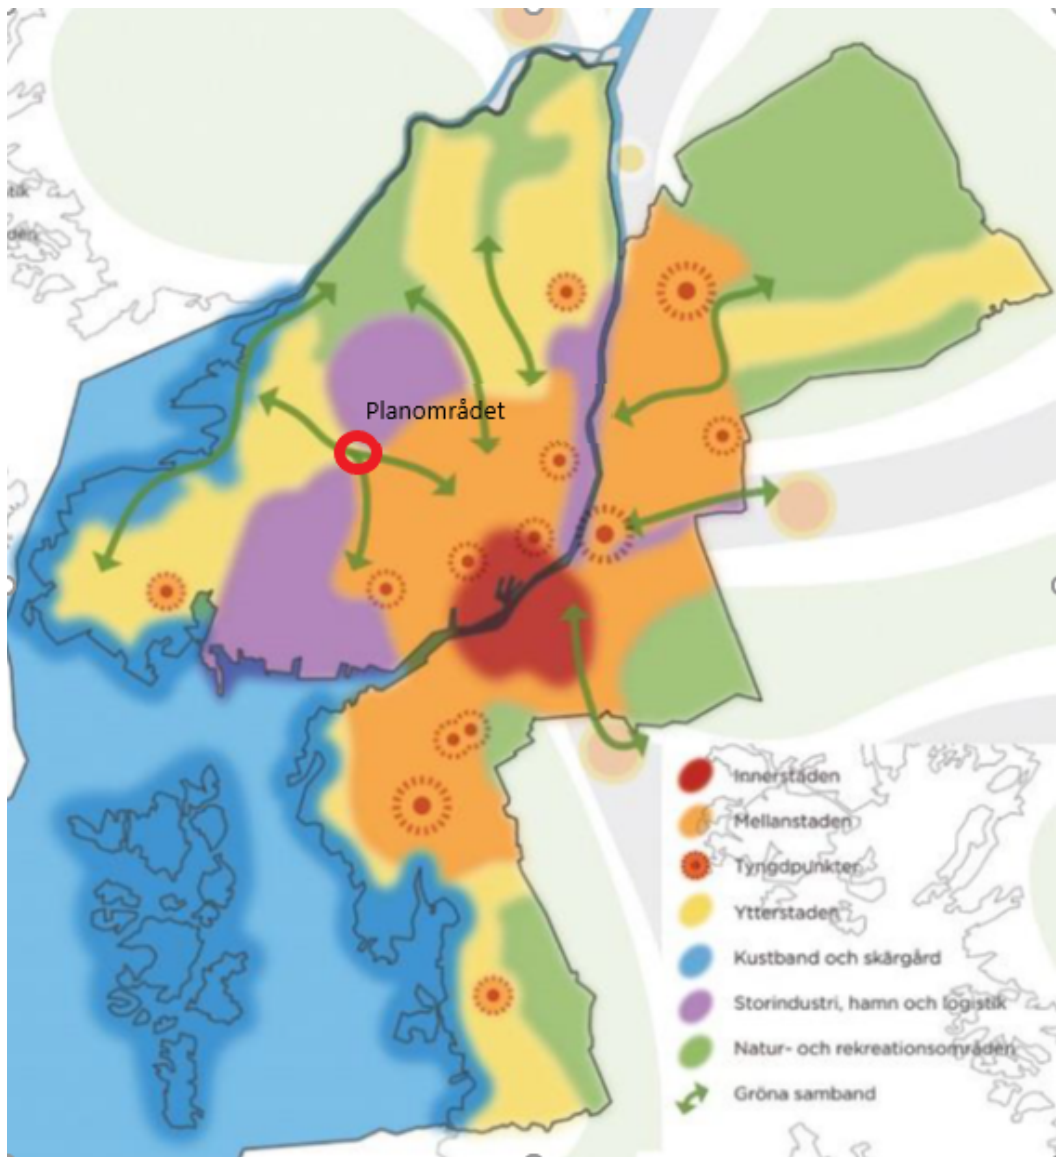 Planområdet
Innerstaden
Mellanstaden
Tyngdpunkter
Ytterstaden
Kustband och skärgård
Storindustri, hamn och logistik
Natur- och rekreationsområden
Gröna samband